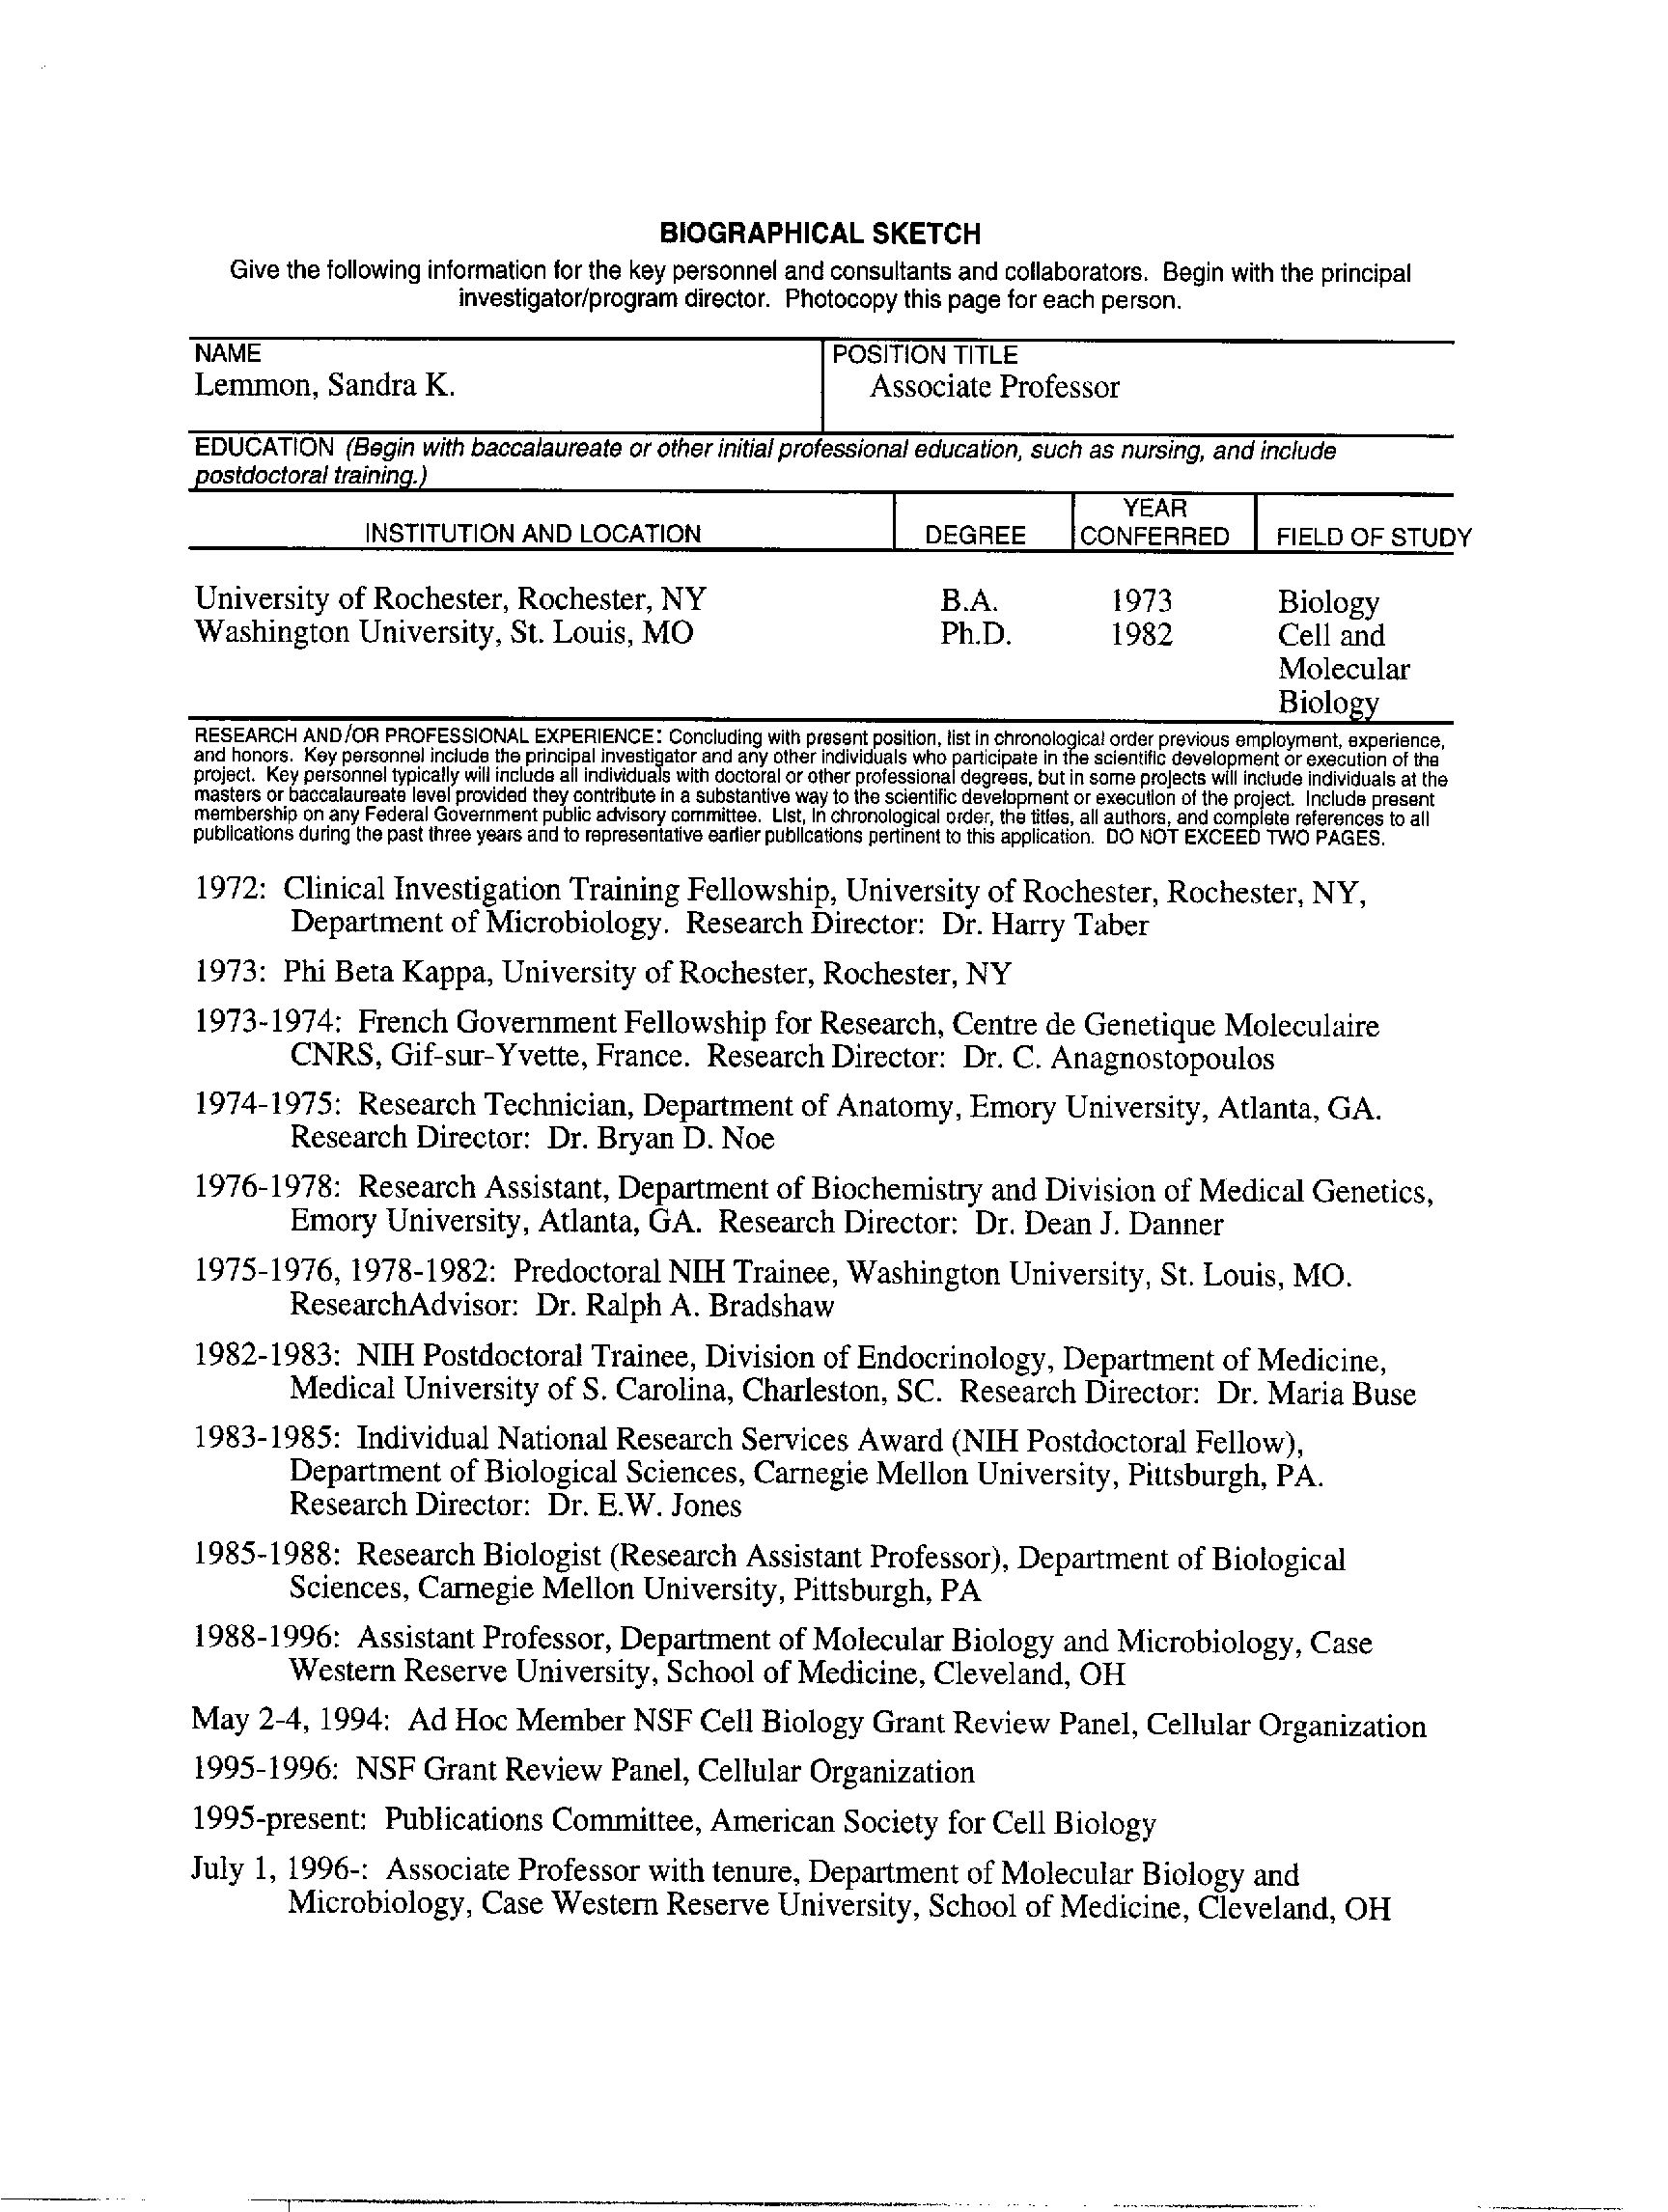 BIOGRAPHICAL SKETCH
Give the following information for the key personnel and consultants and collaborators. Begin with the principal
investigator/program director. Photocopy this page for each person.
NAME
Lemmon, Sandra K.
POSITION TITLE
Associate Professor
EDUCATION (Begin with baccalaureate or other initial professional education, such as nursing, and include
postdoctoral training.)
INSTITUTION AND LOCATION DEGREE YEAR CONFERRED FIELD OF STUDY
University of Rochester, Rochester, NY B.A. 1973 Biology
Washington University, St. Louis, MO Ph.D. 1982 Cell and
Molecular
Biology
RESEARCH AND/OR PROFESSIONAL EXPERIENCE: Concluding with present position, list in chronological order previous employment, experience,
and honors. Key personnel include the principal investigator and any other individuals who participate in the scientific development or execution of the
project. Key personnel typically will include all individuals with doctoral or other professional degrees, but in some projects will include individuals at the
masters or baccalaureate level provided they contribute in a substantive way to the scientific development or execution of the project. Include present
membership on any Federal Government public advisory committee. List, in chronological order, the titles, all authors, and complete references to all
publications during the past three years and to representative earlier publications pertinent to this application. DO NOT EXCEED TWO PAGES.
1972: Clinical Investigation Training Fellowship, University of Rochester, Rochester, NY,
Department of Microbiology. Research Director: Dr. Harry Taber
1973: Phi Beta Kappa, University of Rochester, Rochester, NY
1973-1974: French Government Fellowship for Research, Centre de Genetique Moleculaire
CNRS, Gif-sur-Yvette, France. Research Director: Dr. C. Anagnostopoulos
1974-1975: Research Technician, Department of Anatomy, Emory University, Atlanta, GA.
Research Director: Dr. Bryan D. Noe
1976-1978: Research Assistant, Department of Biochemistry and Division of Medical Genetics,
Emory University, Atlanta, GA. Research Director: Dr. Dean J. Danner
1975-1976, 1978-1982: Predoctoral NIH Trainee, Washington University, St. Louis, MO.
ResearchAdvisor: Dr. Ralph A. Bradshaw
1982-1983: NIH Postdoctoral Trainee, Division of Endocrinology, Department of Medicine,
Medical University of S. Carolina, Charleston, SC. Research Director: Dr. Maria Buse
1983-1985: Individual National Research Services Award (NIH Postdoctoral Fellow),
Department of Biological Sciences, Carnegie Mellon University, Pittsburgh, PA.
Research Director: Dr. E.W. Jones
1985-1988: Research Biologist (Research Assistant Professor), Department of Biological
Sciences, Carnegie Mellon University, Pittsburgh, PA
1988-1996: Assistant Professor, Department of Molecular Biology and Microbiology, Case
Western Reserve University, School of Medicine, Cleveland, OH
May 2-4, 1994: Ad Hoc Member NSF Cell Biology Grant Review Panel, Cellular Organization
1995-1996: NSF Grant Review Panel, Cellular Organization
1995-present: Publications Committee, American Society for Cell Biology
July 1, 1996-: Associate Professor with tenure, Department of Molecular Biology and
Microbiology, Case Western Reserve University, School of Medicine, Cleveland, OH